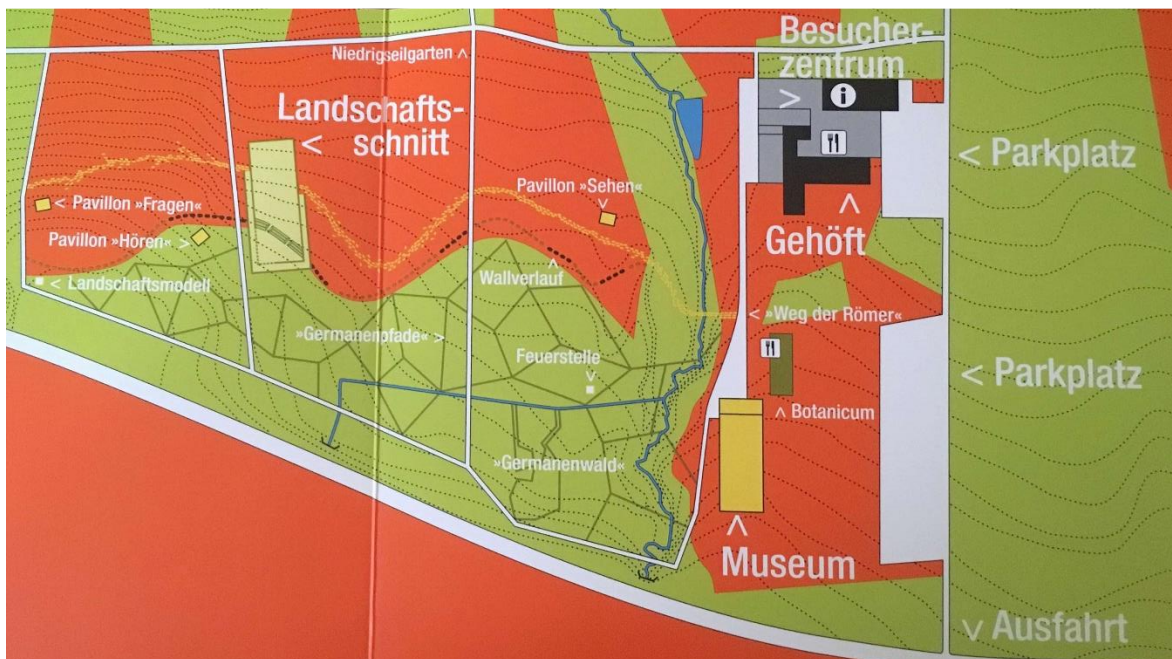 Besucher-
zentrum
>
i
Niedrigseilgarten ^
Landschafts-
< schnitt
< Parkplatz
Pavillon »Sehen«
v
< Pavillon »Fragen«
^
Gehöft
Pavillon »Hören« >
^
Wallverlauf
< Landschaftsmodell
< »Weg der Römer«
»Germanenpfade« >
Feuerstelle
v
< Parkplatz
^ Botanicum
»Germanenwald«
^
Museum
v Ausfahrt